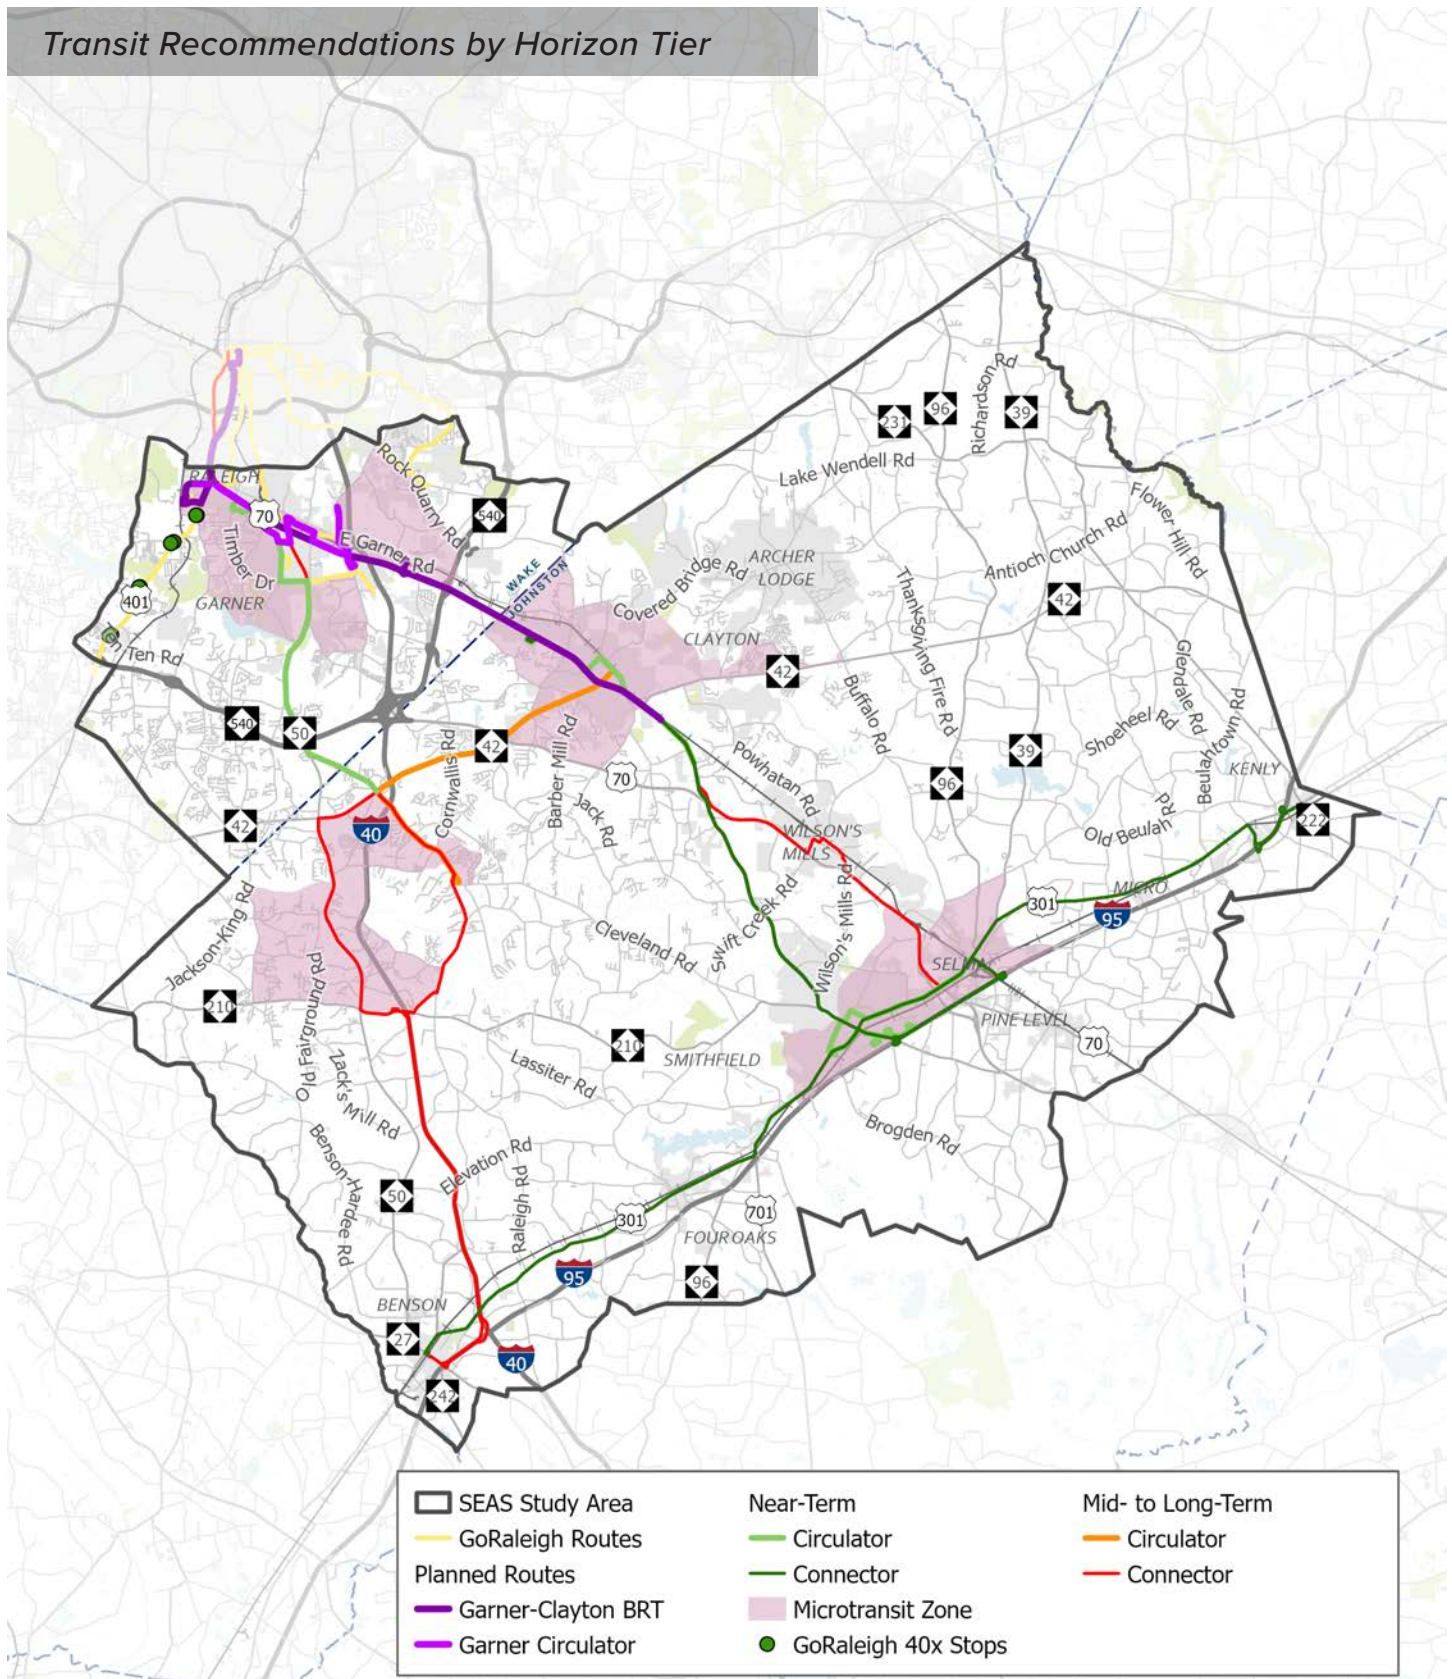 Transit Recommendations by Horizon Tier
231
96
39
Richardson Rd
Lake Wendell Rd
Rock Quarry Rd
RALEIGH
540
70
Flower Hill Rd
E Garner Rd
Timber Dr
WAKE
JOHNSTON
ARCHER
LODGE
Covered Bridge Rd
Antioch Church Rd
401
GARNER
42
Thanksgiving Fire Rd
CLAYTON
Ten Ten Rd
42
Glendale Rd
Buffalo Rd
540
50
42
Cornwallis Rd
Barber Mill Rd
70
Powhatan Rd
39
Shoeheel Rd
Beulahtown Rd
KENLY
96
42
40
Jack Rd
WILSON'S
MILLS
Old Beulah Rd
222
MICRO
301
95
Jackson-King Rd
Cleveland Rd
Swift Creek Rd
Wilson's Mills Rd
SELMA
210
Old Fairground Rd
PINE LEVEL
70
210
SMITHFIELD
Lassiter Rd
Zack's Mill Rd
Brogden Rd
Benson-Hardee Rd
Elevation Rd
50
Raleigh Rd
301
701
FOUR OAKS
95
96
BENSON
27
40
242
SEAS Study Area
GoRaleigh Routes
Planned Routes
Garner-Clayton BRT
Garner Circulator
Near-Term
Circulator
Connector
Microtransit Zone
GoRaleigh 40x Stops
Mid- to Long-Term
Circulator
Connector